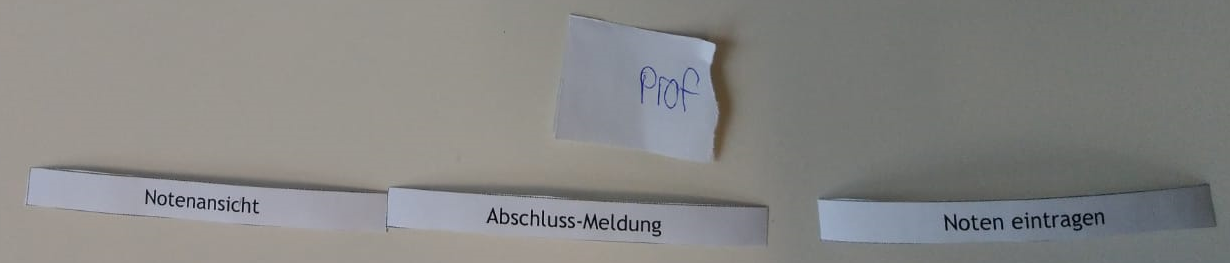 Prof
Notenansicht
Abschluss-Meldung
Noten eintragen